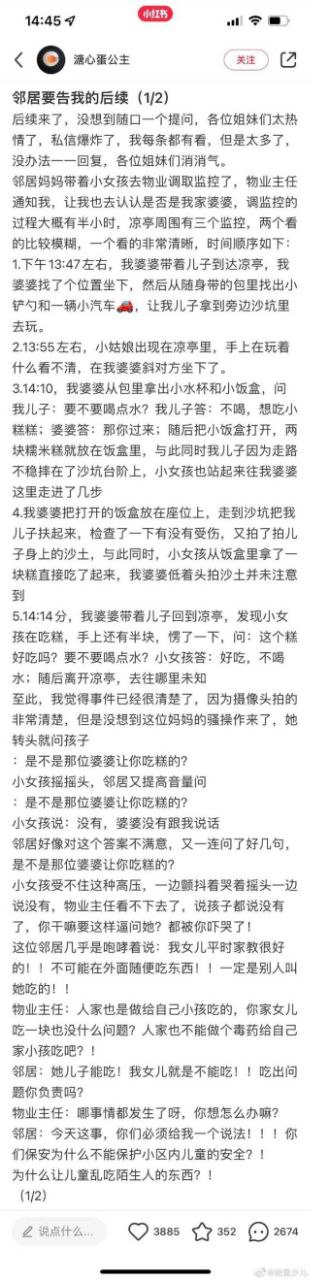 14:45
小红书
溏心蛋公主
关注
邻居要告我的后续（1/2）
后续来了，没想到随口一个提问，各位姐妹们太热
情了，私信爆炸了，我每条都有看，但是太多了，
没办法一一回复，各位姐妹们消消气。
邻居妈妈带着小女孩去物业调取监控了，物业主任
通知我，让我也去认认是否是我家婆婆，调监控的
过程大概有半小时，凉亭周围有三个监控，两个看
的比较模糊，一个看的非常清晰，时间顺序如下：
1.下午13:47左右，我婆婆带着儿子到达凉亭，我
婆婆找了个位置坐下，然后从随身带的包里找出小
铲勺和一辆小汽车🚗，让我儿子拿到旁边沙坑里
去玩。
2.13:55左右，小姑娘出现在凉亭里，手上在玩着
什么看不清，在我婆婆斜对方坐下了。
3.14:10，我婆婆从包里拿出小水杯和小饭盒，问
我儿子：要不要喝点水？我儿子答：不喝，想吃小
糕糕；婆婆答：那你过来；随后把小饭盒打开，两
块糯米糕就放在饭盒里，与此同时我儿子因为走路
不稳摔在了沙坑台阶上，小女孩也站起来往我婆婆
这里走进了几步
4.我婆婆把打开的饭盒放在座位上，走到沙坑把我
儿子扶起来，检查了一下有没有受伤，又拍了拍儿
子身上的沙土，与此同时，小女孩从饭盒里拿了一
块糕直接吃了起来，我婆婆低着头拍沙土并未注意
到
5.14:14分，我婆婆带着儿子回到凉亭，发现小女
孩在吃糕，手上还有半块，愣了一下，问：这个糕
好吃吗？要不要喝点水？小女孩答：好吃，不喝
水；随后离开凉亭，去往哪里未知
至此，我觉得事件已经很清楚了，因为摄像头拍的
非常清楚，但是没想到这位妈妈的骚操作来了，她
转头就问孩子
：是不是那位婆婆让你吃糕的？
小女孩摇摇头，邻居又提高音量问
：是不是那位婆婆让你吃糕的？
小女孩说：没有，婆婆没有跟我说话
邻居好像对这个答案不满意，又一连问了好几句，
是不是那位婆婆让你吃糕的？
小女孩受不住这种高压，一边颤抖着哭着摇头一边
说没有，物业主任看不下去了，说孩子都说没有
了，你干嘛要这样逼问她？都被你吓哭了！
这位邻居几乎是咆哮着说：我女儿平时家教很好
的！！不可能在外面随便吃东西！！一定是别人叫
她吃的！！
物业主任：人家也是做给自己小孩吃的，你家女儿
吃一块也没什么问题？人家也不能做个毒药给自己
家小孩吃吧？！
邻居：她儿子能吃！我女儿就是不能吃！！吃出问
题你负责吗？
物业主任：哪事情都发生了呀，你想怎么办嘛？
邻居：今天这事，你们必须给我一个说法！！！你
们保安为什么不能保护小区内儿童的安全？！
为什么让儿童乱吃陌生人的东西？！
（1/2）
说点什么...
3885
352
2674